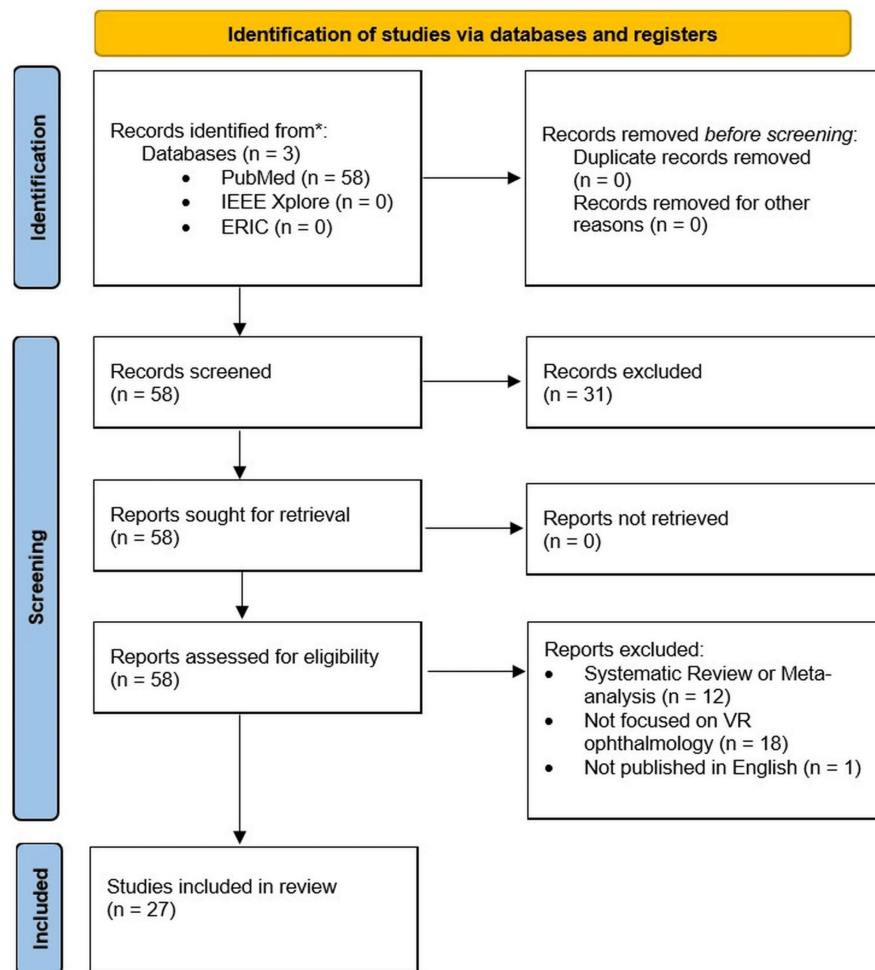 Identification of studies via databases and registers
Identification
Records identified from*:
Databases (n = 3)
• PubMed (n = 58)
• IEEE Xplore (n = 0)
• ERIC (n = 0)
Records removed before screening:
Duplicate records removed
(n = 0)
Records removed for other
reasons (n = 0)
Screening
Records screened
(n = 58)
Records excluded
(n = 31)
Reports sought for retrieval
(n = 58)
Reports not retrieved
(n = 0)
Reports assessed for eligibility
(n = 58)
Reports excluded:
• Systematic Review or Meta-
analysis (n = 12)
• Not focused on VR
ophthalmology (n = 18)
• Not published in English (n = 1)
Included
Studies included in review
(n = 27)